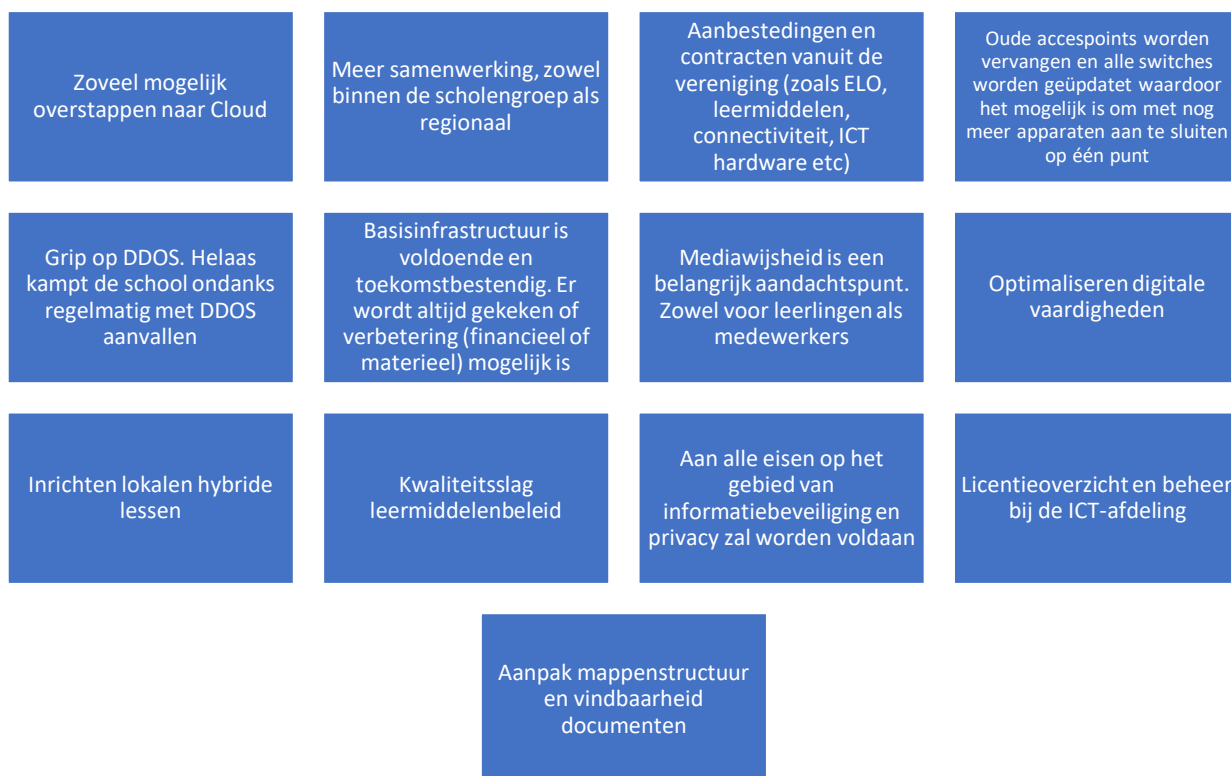 Zoveel mogelijk
overstappen naar Cloud
Meer samenwerking, zowel
binnen de scholengroep als
regionaal
Aanbestedingen en
contracten vanuit de
vereniging (zoals ELO,
leermiddelen,
connectiviteit, ICT
hardware etc)
Oude accespoints worden
vervangen en alle switches
worden geüpdatet waardoor
het mogelijk is om met nog
meer apparaten aan te sluiten
op één punt
Grip op DDOS. Helaas
kampt de school ondanks
regelmatig met DDOS
aanvallen
Basisinfrastructuur is
voldoende en
toekomstbestendig. Er
wordt altijd gekeken of
verbetering (financieel of
materieel) mogelijk is
Mediawijsheid is een
belangrijk aandachtspunt.
Zowel voor leerlingen als
medewerkers
Optimaliseren digitale
vaardigheden
Inrichten lokalen hybride
lessen
Kwaliteitsslag
leermiddelenbeleid
Aan alle eisen op het
gebied van
informatiebeveiliging en
privacy zal worden voldaan
Licentieoverzicht en beheer
bij de ICT-afdeling
Aanpak mappenstructuur
en vindbaarheid
documenten